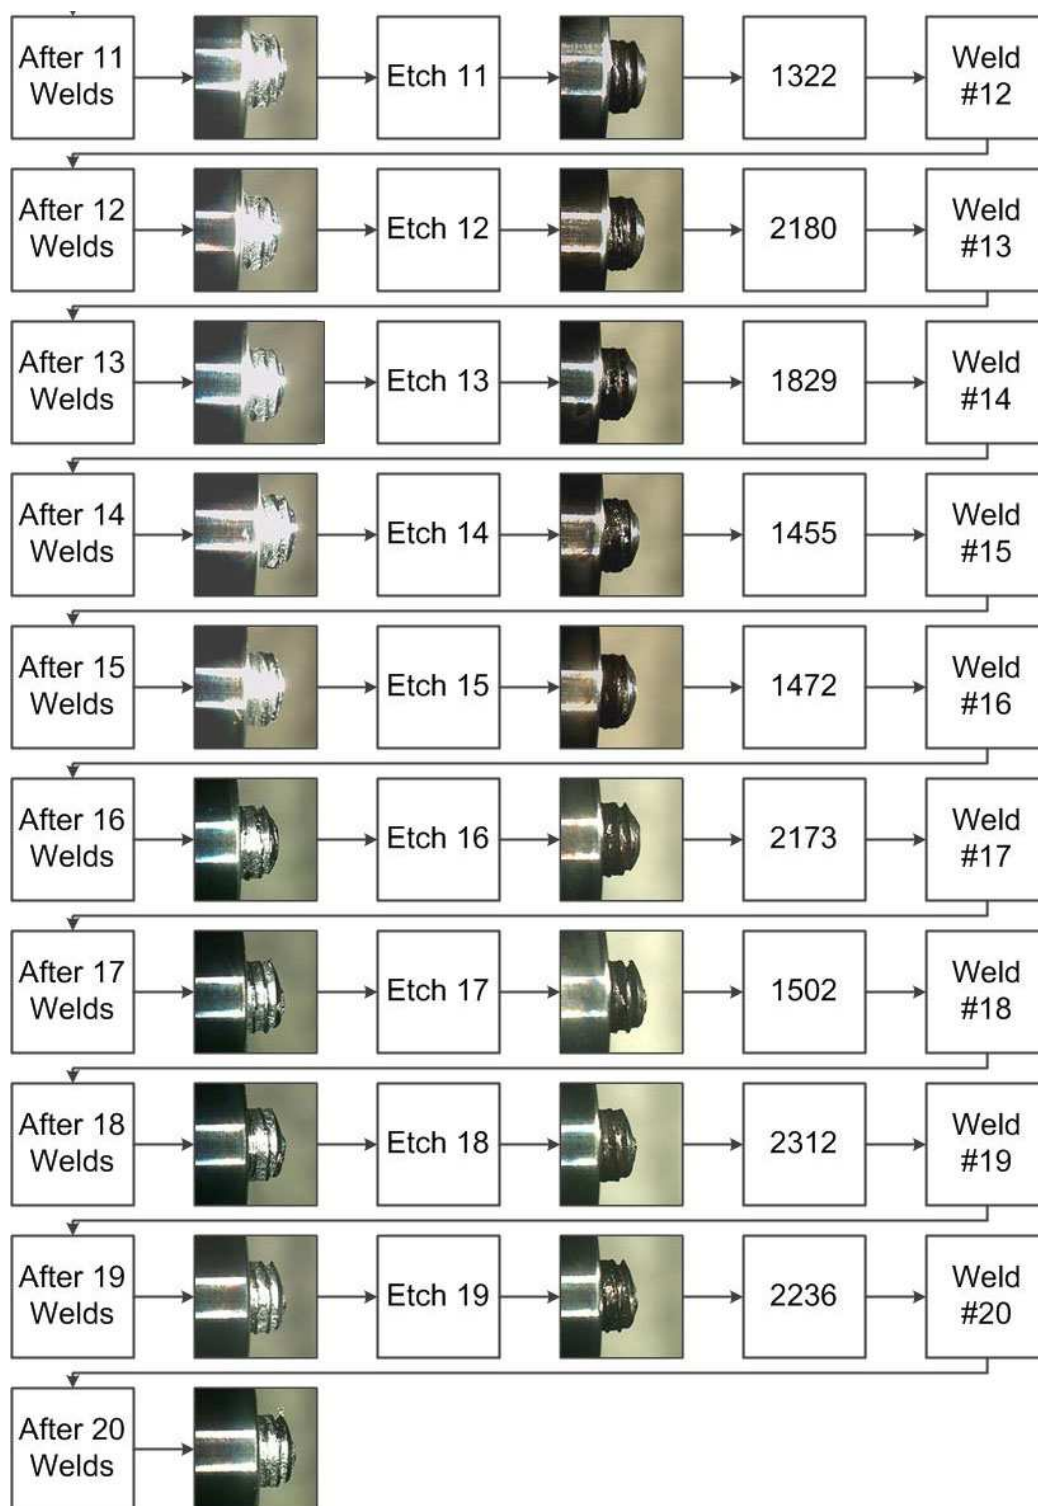 After 11
Welds
Etch 11
1322
Weld
#12
After 12
Welds
Etch 12
2180
Weld
#13
After 13
Welds
Etch 13
1829
Weld
#14
After 14
Welds
Etch 14
1455
Weld
#15
After 15
Welds
Etch 15
1472
Weld
#16
After 16
Welds
Etch 16
2173
Weld
#17
After 17
Welds
Etch 17
1502
Weld
#18
After 18
Welds
Etch 18
2312
Weld
#19
After 19
Welds
Etch 19
2236
Weld
#20
After 20
Welds